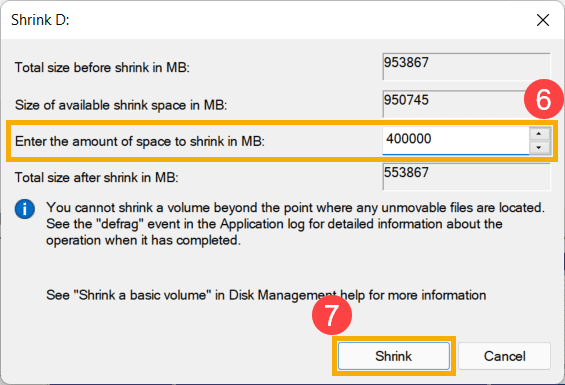 Shrink D:
Total size before shrink in MB: 953867
Size of available shrink space in MB: 950745
6
Enter the amount of space to shrink in MB: 400000
Total size after shrink in MB: 553867
You cannot shrink a volume beyond the point where any unmovable files are located.
See the "defrag" event in the Application log for detailed information about the
operation when it has completed.
See "Shrink a basic volume" in Disk Management help for more information
7
Shrink Cancel